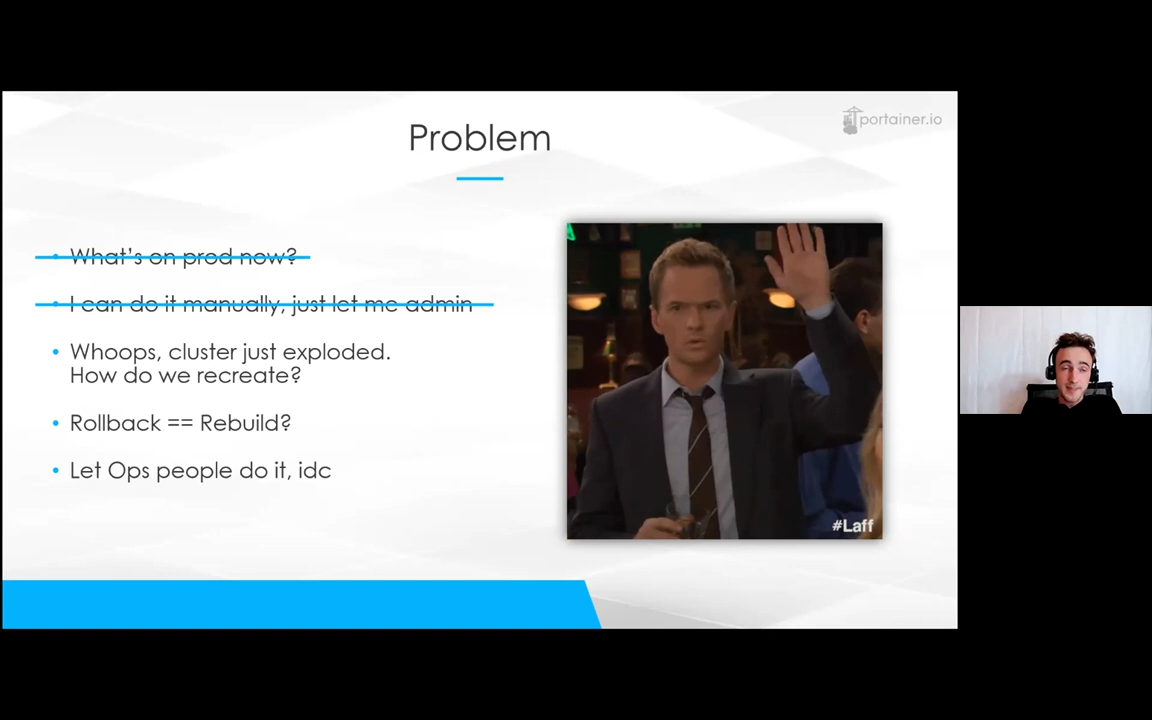 portainer.io
Problem
• What's on prod now?
• I can do it manually, just let me admin
• Whoops, cluster just exploded.
How do we recreate?
• Rollback == Rebuild?
• Let Ops people do it, idc
#Laff